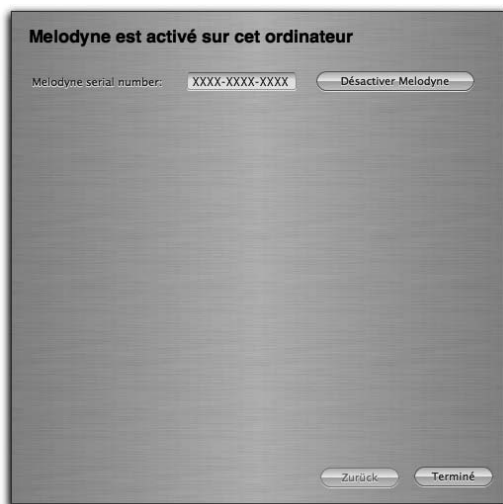 Melodyne est activé sur cet ordinateur
Melodyne serial number: XXXX-XXXX-XXXX Désactiver Melodyne
Zurück Terminé